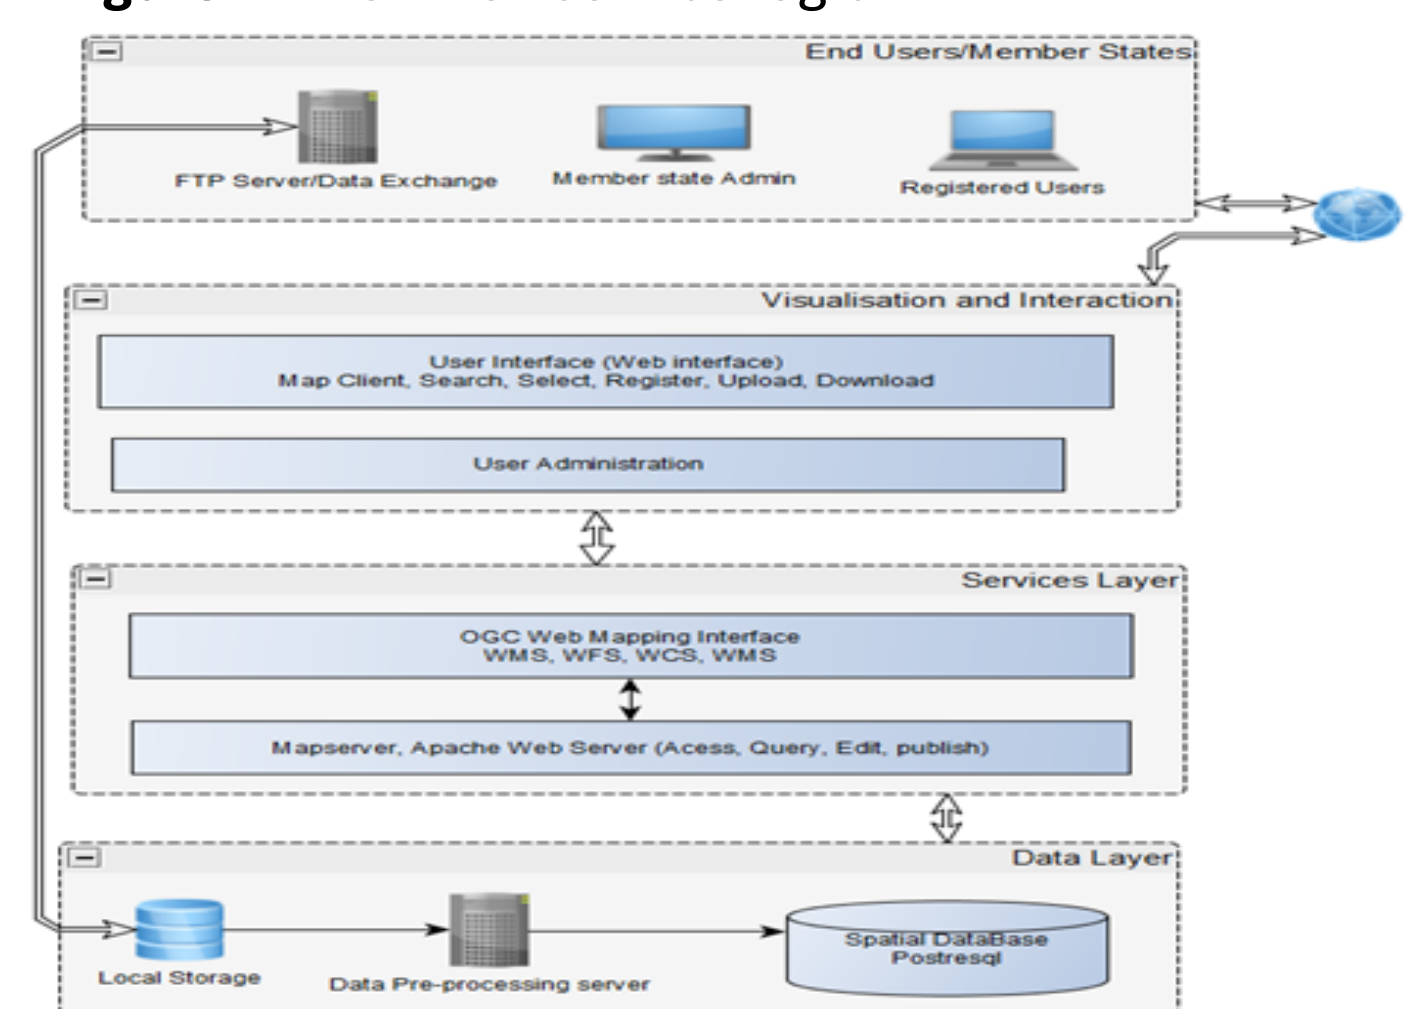 End Users/Member States
FTP Server/Data Exchange
Member state Admin
Registered Users
Visualisation and Interaction
User Interface (Web interface)
Map Client, Search, Select, Register, Upload, Download
User Administration
Services Layer
OGC Web Mapping Interface
WMS, WFS, WCS, WMS
Mapserver, Apache Web Server (Acess, Query, Edit, publish)
Data Layer
Local Storage
Data Pre-processing server
Spatial DataBase
Postresql